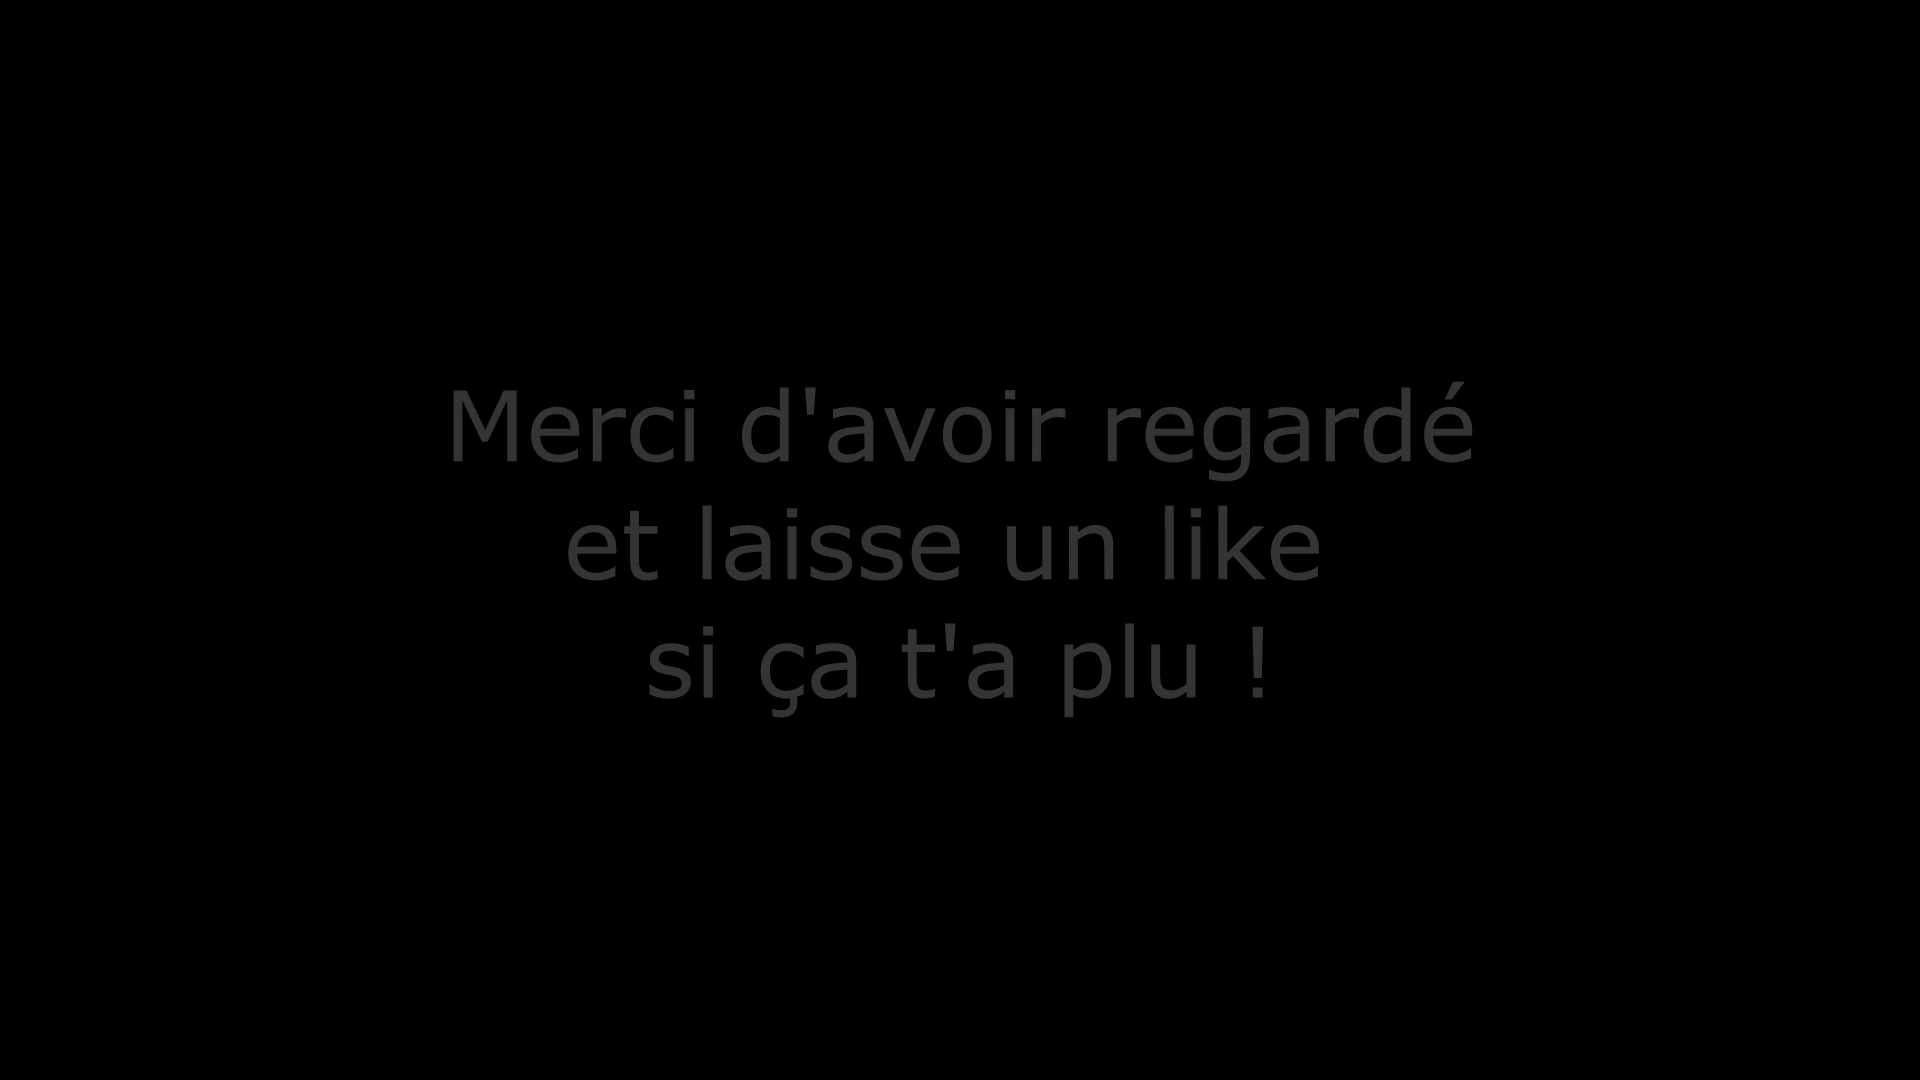 Merci d'avoir regardé
et laisse un like
si ça t'a plu !